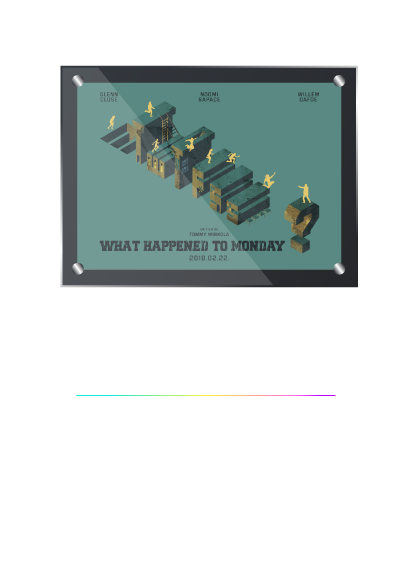 GLENN
CLOSE
NOOMI
RAPACE
WILLEM
DAFOE
TOMMY WIRKOLA
WHAT HAPPENED TO MONDAY
2018.02.22.
?